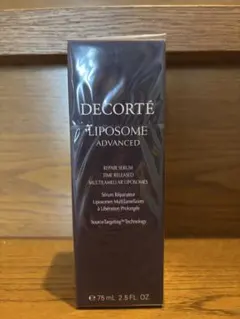 DECORTÉ
LIPOSOME
ADVANCED
REPAIR SERUM
TIME RELEASED
MULTILAMELLAR LIPOSOMES
Sérum Réparateur
Liposomes Multilamellaires
à Libération Prolongée
SourceTargeting™ Technology
℮ 75 mL 2.5 FL. OZ.